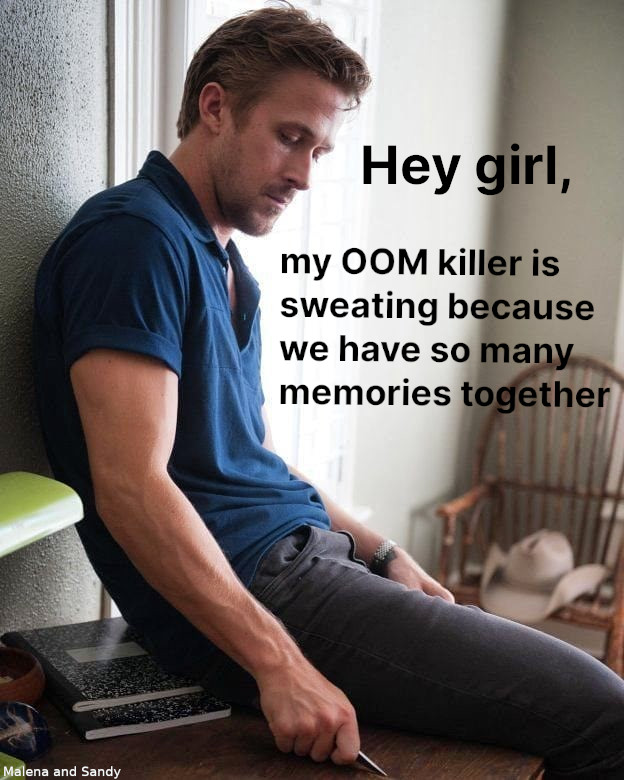 Hey girl,
my OOM killer is
sweating because
we have so many
memories together
Malena and Sandy